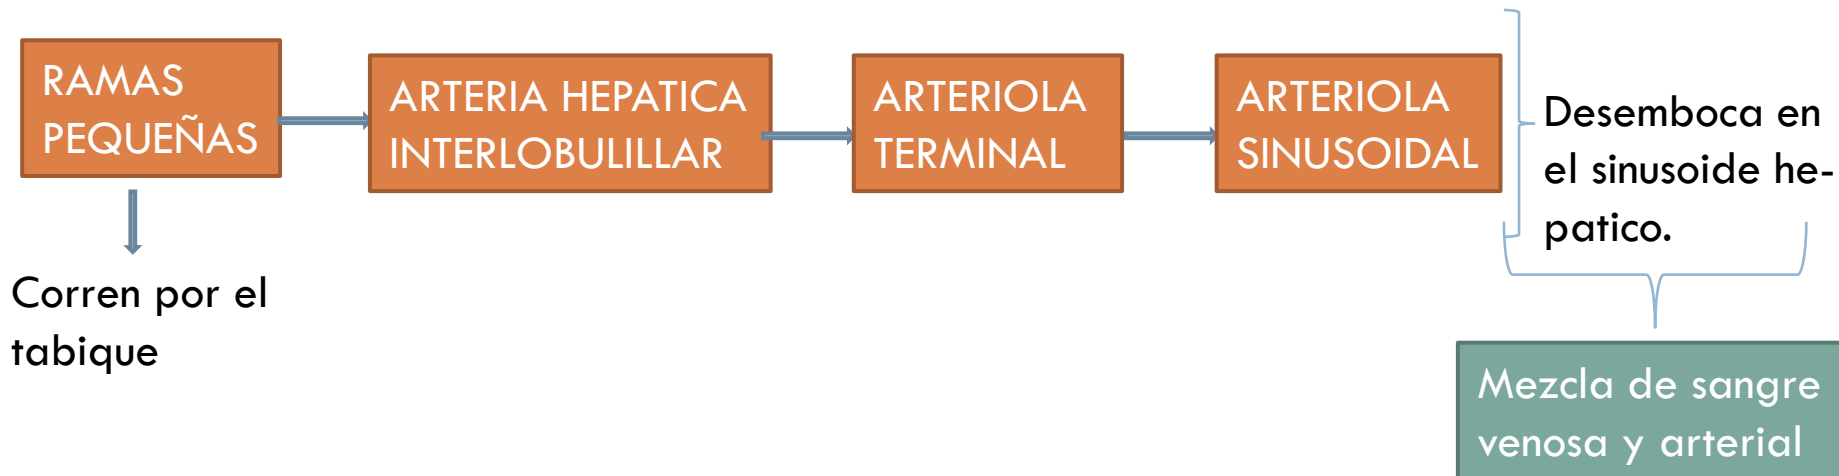 RAMAS
PEQUEÑAS
ARTERIA HEPATICA
INTERLOBULILLAR
ARTERIOLA
TERMINAL
ARTERIOLA
SINUSOIDAL
Desemboca en
el sinusoide he-
patico.
Corren por el
tabique
Mezcla de sangre
venosa y arterial